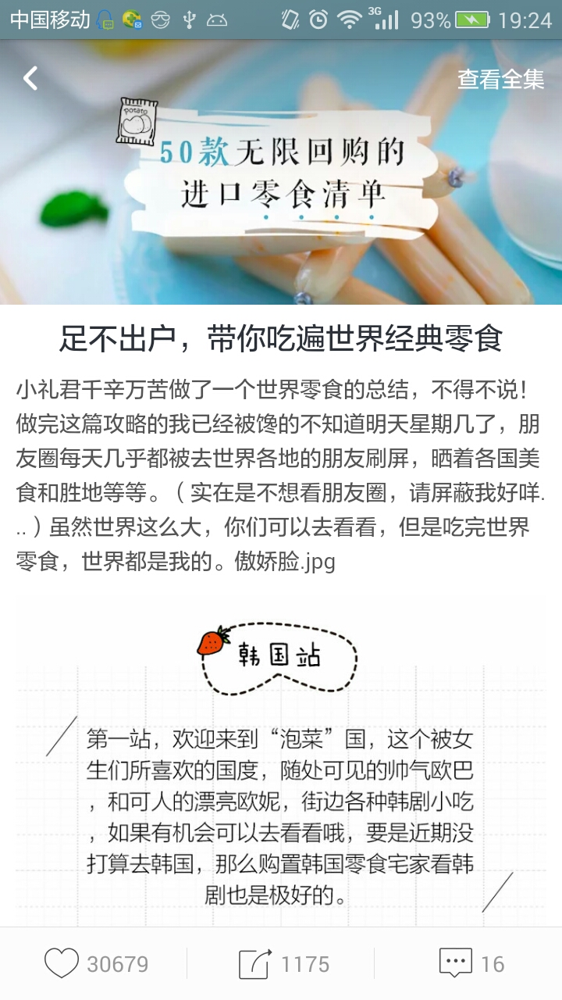 中国移动
3G
93%
19:24
查看全集
potato
50款无限回购的
进口零食清单
足不出户，带你吃遍世界经典零食
小礼君千辛万苦做了一个世界零食的总结，不得不说！
做完这篇攻略的我已经被馋的不知道明天星期几了，朋
友圈每天几乎都被去世界各地的朋友刷屏，晒着各国美
食和胜地等等。（实在是不想看朋友圈，请屏蔽我好咩.
..）虽然世界这么大，你们可以去看看，但是吃完世界
零食，世界都是我的。傲娇脸.jpg
韩国站
第一站，欢迎来到“泡菜”国，这个被女
生们所喜欢的国度，随处可见的帅气欧巴
，和可人的漂亮欧妮，街边各种韩剧小吃
，如果有机会可以去看看哦，要是近期没
打算去韩国，那么购置韩国零食宅家看韩
剧也是极好的。
30679
1175
16